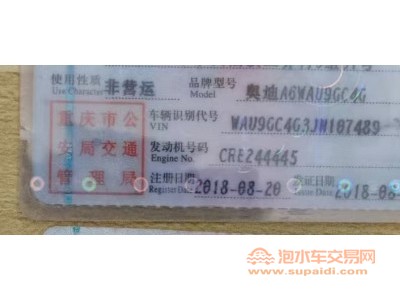 使用性质 非营运 品牌型号 奥迪A6WAU9GC4G
Use Character Model
重庆市公 车辆识别代号 WAU9GC4G3JN107489
VIN
安局交通 发动机号码 CRE244445
Engine No.
管理局 注册日期 2018-08-20 发证日期 2018-08-
Register Date Issue Date
泡水车交易网
www.supaidi.com